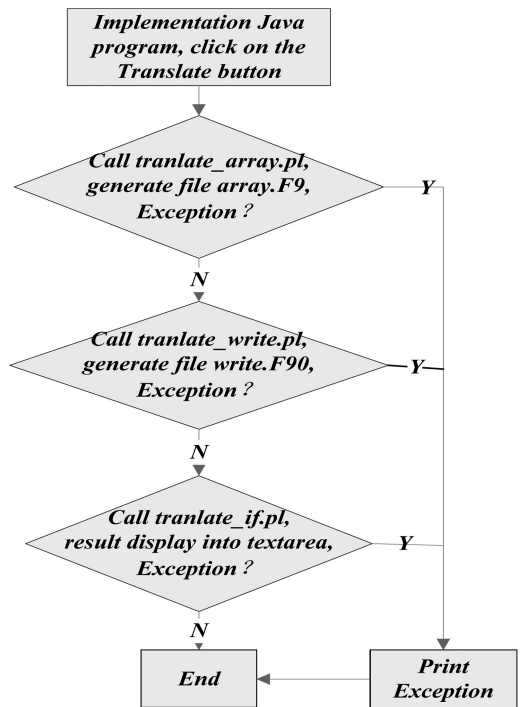 Implementation Java
program, click on the
Translate button
Call tranlate_array.pl,
generate file array.F9,
Exception？
Y
N
Call tranlate_write.pl,
generate file write.F90,
Exception？
Y
N
Call tranlate_if.pl,
result display into textarea,
Exception？
Y
N
End
Print
Exception